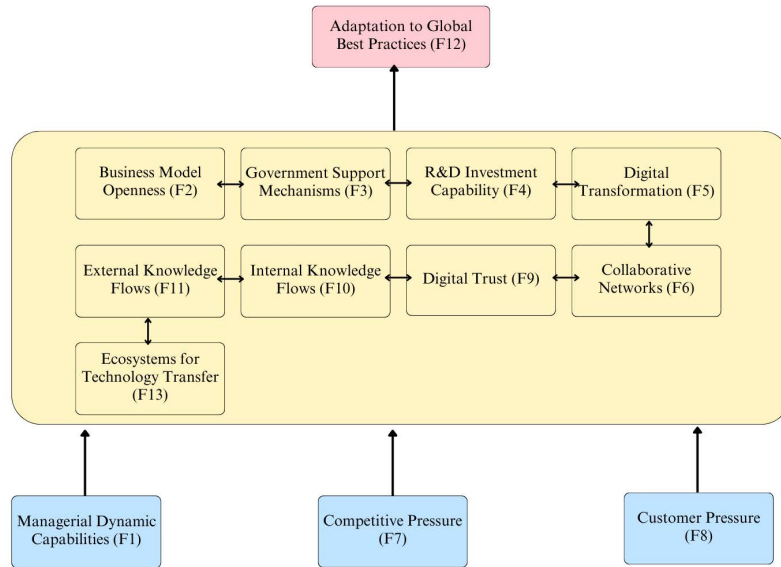 Adaptation to Global
Best Practices (F12)
Business Model
Openness (F2)
Government Support
Mechanisms (F3)
R&D Investment
Capability (F4)
Digital
Transformation (F5)
External Knowledge
Flows (F11)
Internal Knowledge
Flows (F10)
Digital Trust (F9)
Collaborative
Networks (F6)
Ecosystems for
Technology Transfer
(F13)
Managerial Dynamic
Capabilities (F1)
Competitive Pressure
(F7)
Customer Pressure
(F8)